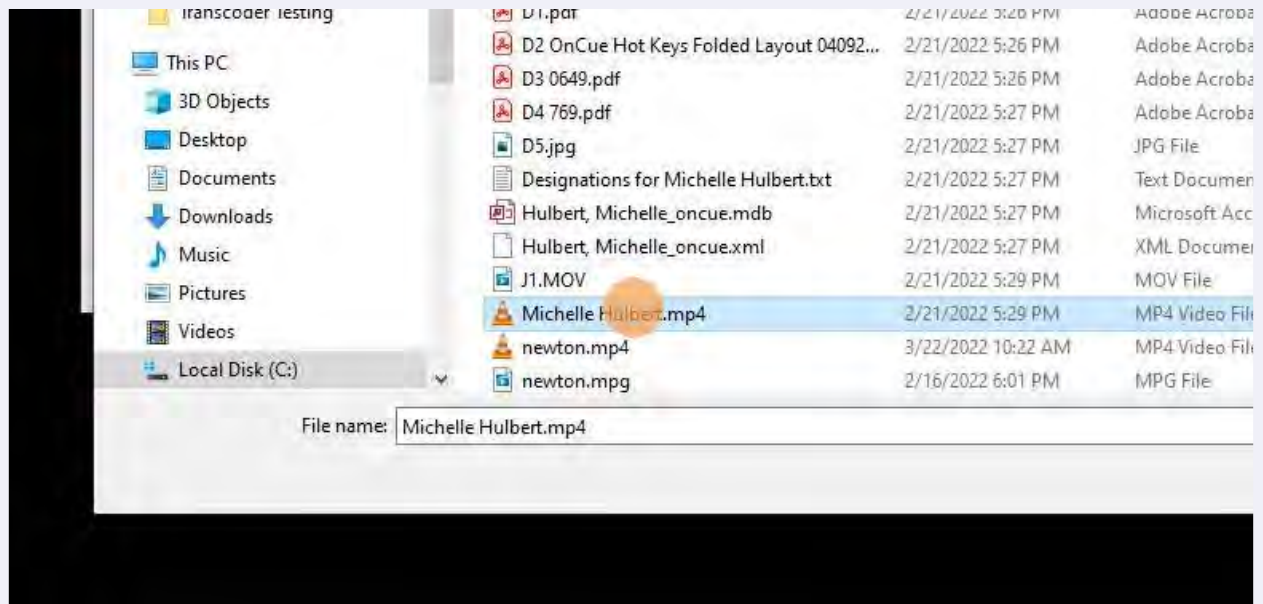 Transcoder Testing
This PC
3D Objects
Desktop
Documents
Downloads
Music
Pictures
Videos
Local Disk (C:)
D1.pdf 2/21/2022 5:26 PM Adobe Acroba
D2 OnCue Hot Keys Folded Layout 04092... 2/21/2022 5:26 PM Adobe Acroba
D3 0649.pdf 2/21/2022 5:26 PM Adobe Acroba
D4 769.pdf 2/21/2022 5:27 PM Adobe Acroba
D5.jpg 2/21/2022 5:27 PM JPG File
Designations for Michelle Hulbert.txt 2/21/2022 5:27 PM Text Documen
Hulbert, Michelle_oncue.mdb 2/21/2022 5:27 PM Microsoft Acc
Hulbert, Michelle_oncue.xml 2/21/2022 5:27 PM XML Documen
J1.MOV 2/21/2022 5:29 PM MOV File
Michelle Hulbert.mp4 2/21/2022 5:29 PM MP4 Video File
newton.mp4 3/22/2022 10:22 AM MP4 Video File
newton.mpg 2/16/2022 6:01 PM MPG File
File name: Michelle Hulbert.mp4